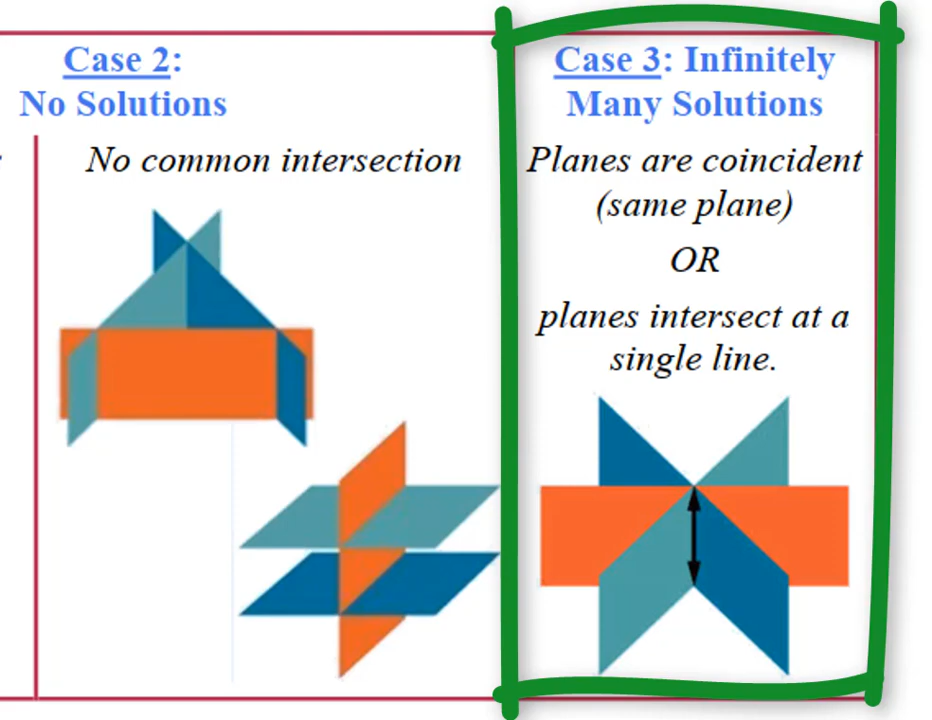 Case 2:
No Solutions
No common intersection
Case 3: Infinitely
Many Solutions
Planes are coincident
(same plane)
OR
planes intersect at a
single line.